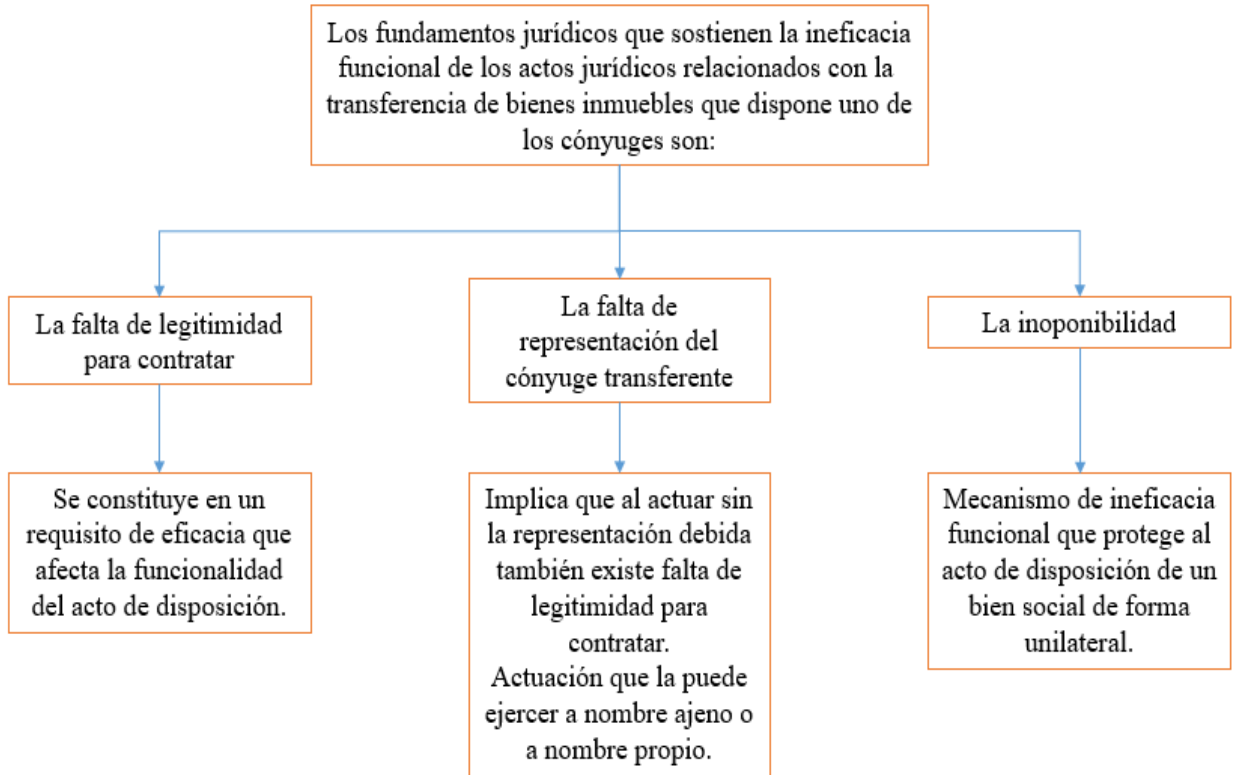 Los fundamentos jurídicos que sostienen la ineficacia
funcional de los actos jurídicos relacionados con la
transferencia de bienes inmuebles que dispone uno de
los cónyuges son:
La falta de legitimidad
para contratar
La falta de
representación del
cónyuge transferente
La inoponibilidad
Se constituye en un
requisito de eficacia que
afecta la funcionalidad
del acto de disposición.
Implica que al actuar sin
la representación debida
también existe falta de
legitimidad para
contratar.
Actuación que la puede
ejercer a nombre ajeno o
a nombre propio.
Mecanismo de ineficacia
funcional que protege al
acto de disposición de un
bien social de forma
unilateral.